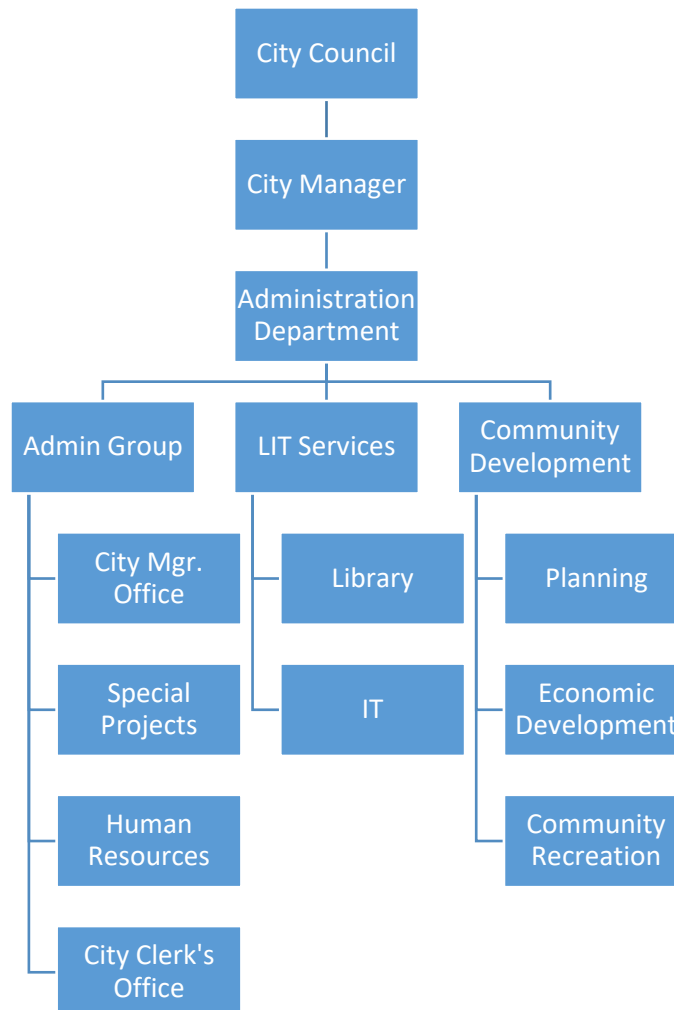 City Council
City Manager
Administration
Department
Admin Group
LIT Services
Community
Development
City Mgr.
Office
Library
Planning
Special
Projects
IT
Economic
Development
Human
Resources
Community
Recreation
City Clerk's
Office